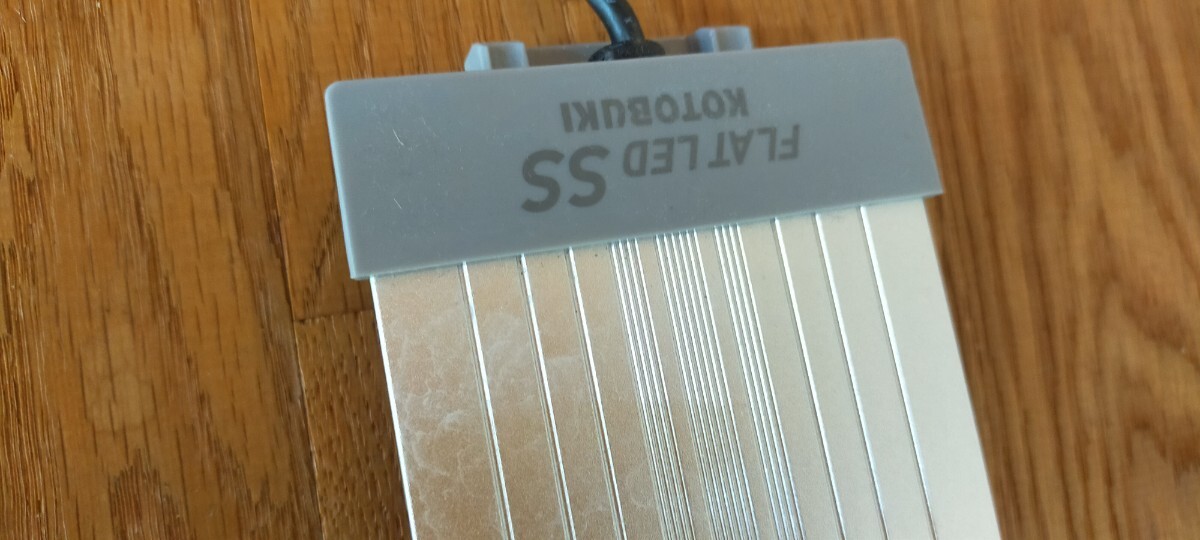 FLAT LED SS
KOTOBUKI